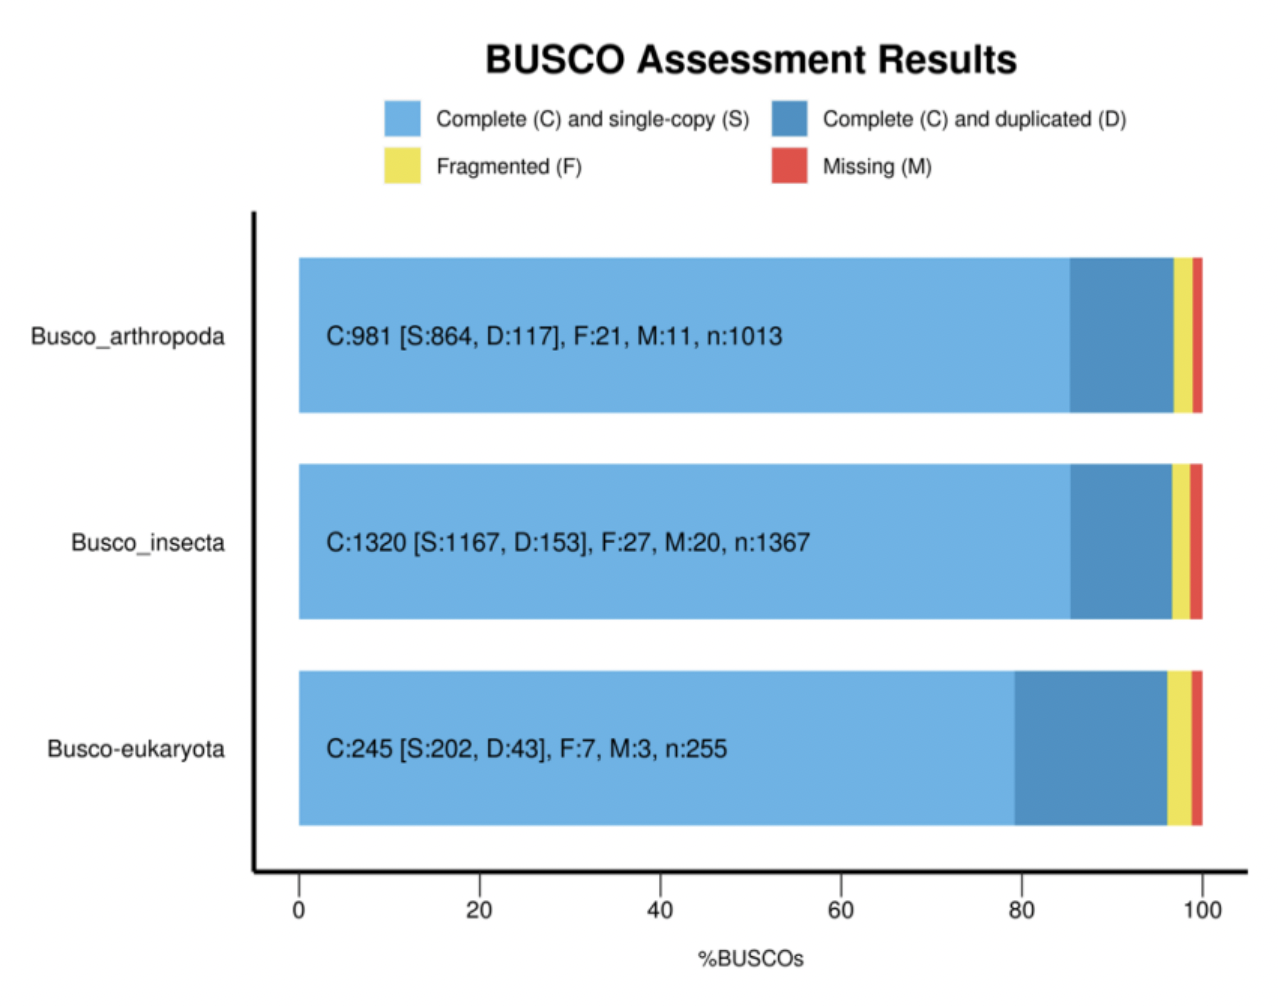 BUSCO Assessment Results
Complete (C) and single-copy (S)
Complete (C) and duplicated (D)
Fragmented (F)
Missing (M)
Busco_arthropoda
C:981 [S:864, D:117], F:21, M:11, n:1013
Busco_insecta
C:1320 [S:1167, D:153], F:27, M:20, n:1367
Busco-eukaryota
C:245 [S:202, D:43], F:7, M:3, n:255
0 20 40 60 80 100
%BUSCOs